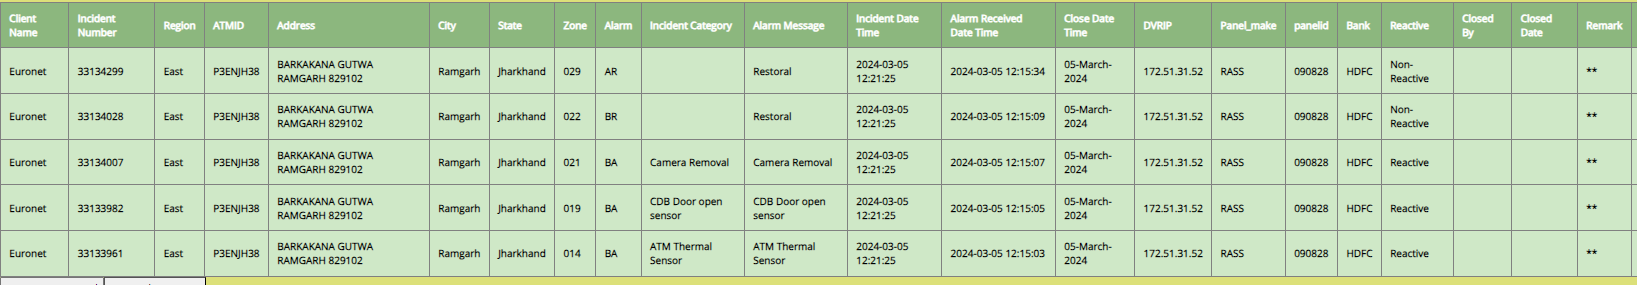 Client Name | Incident Number | Region | ATMID | Address | City | State | Zone | Alarm | Incident Category | Alarm Message | Incident Date Time | Alarm Received Date Time | Close Date Time | DVRIP | Panel_make | panelid | Bank | Reactive | Closed By | Closed Date | Remark
Euronet | 33134299 | East | P3ENJH38 | BARKAKANA GUTWA RAMGARH 829102 | Ramgarh | Jharkhand | 029 | AR | | Restoral | 2024-03-05 12:21:25 | 2024-03-05 12:15:34 | 05-March-2024 | 172.51.31.52 | RASS | 090828 | HDFC | Non-Reactive | | | **
Euronet | 33134028 | East | P3ENJH38 | BARKAKANA GUTWA RAMGARH 829102 | Ramgarh | Jharkhand | 022 | BR | | Restoral | 2024-03-05 12:21:25 | 2024-03-05 12:15:09 | 05-March-2024 | 172.51.31.52 | RASS | 090828 | HDFC | Non-Reactive | | | **
Euronet | 33134007 | East | P3ENJH38 | BARKAKANA GUTWA RAMGARH 829102 | Ramgarh | Jharkhand | 021 | BA | Camera Removal | Camera Removal | 2024-03-05 12:21:25 | 2024-03-05 12:15:07 | 05-March-2024 | 172.51.31.52 | RASS | 090828 | HDFC | Reactive | | | **
Euronet | 33133982 | East | P3ENJH38 | BARKAKANA GUTWA RAMGARH 829102 | Ramgarh | Jharkhand | 019 | BA | CDB Door open sensor | CDB Door open sensor | 2024-03-05 12:21:25 | 2024-03-05 12:15:05 | 05-March-2024 | 172.51.31.52 | RASS | 090828 | HDFC | Reactive | | | **
Euronet | 33133961 | East | P3ENJH38 | BARKAKANA GUTWA RAMGARH 829102 | Ramgarh | Jharkhand | 014 | BA | ATM Thermal Sensor | ATM Thermal Sensor | 2024-03-05 12:21:25 | 2024-03-05 12:15:03 | 05-March-2024 | 172.51.31.52 | RASS | 090828 | HDFC | Reactive | | | **